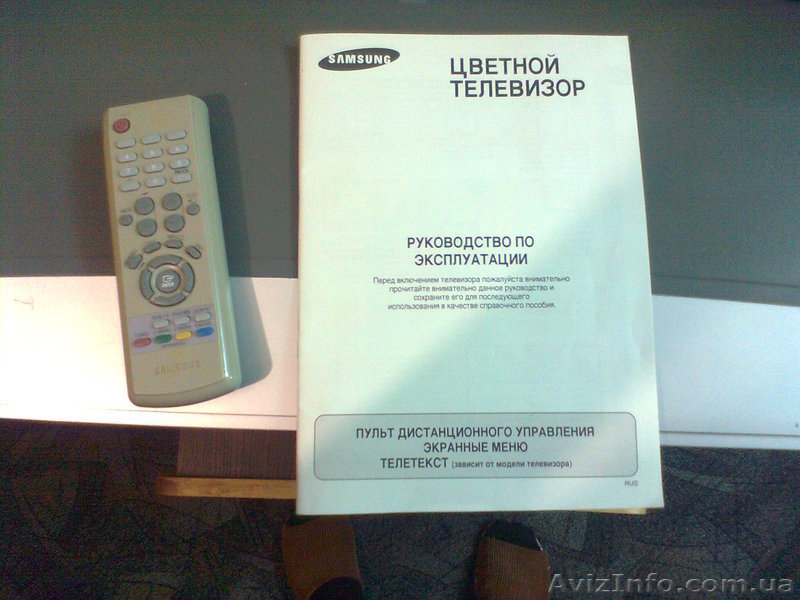 SAMSUNG
ЦВЕТНОЙ
ТЕЛЕВИЗОР
РУКОВОДСТВО ПО
ЭКСПЛУАТАЦИИ
Перед включением телевизора пожалуйста внимательно
прочитайте внимательно данное руководство и
сохраните его для последующего
использования в качестве справочного пособия.
ПУЛЬТ ДИСТАНЦИОННОГО УПРАВЛЕНИЯ
ЭКРАННЫЕ МЕНЮ
ТЕЛЕТЕКСТ (зависит от модели телевизора)
RUS
SAMSUNG
AvizInfo.com.ua